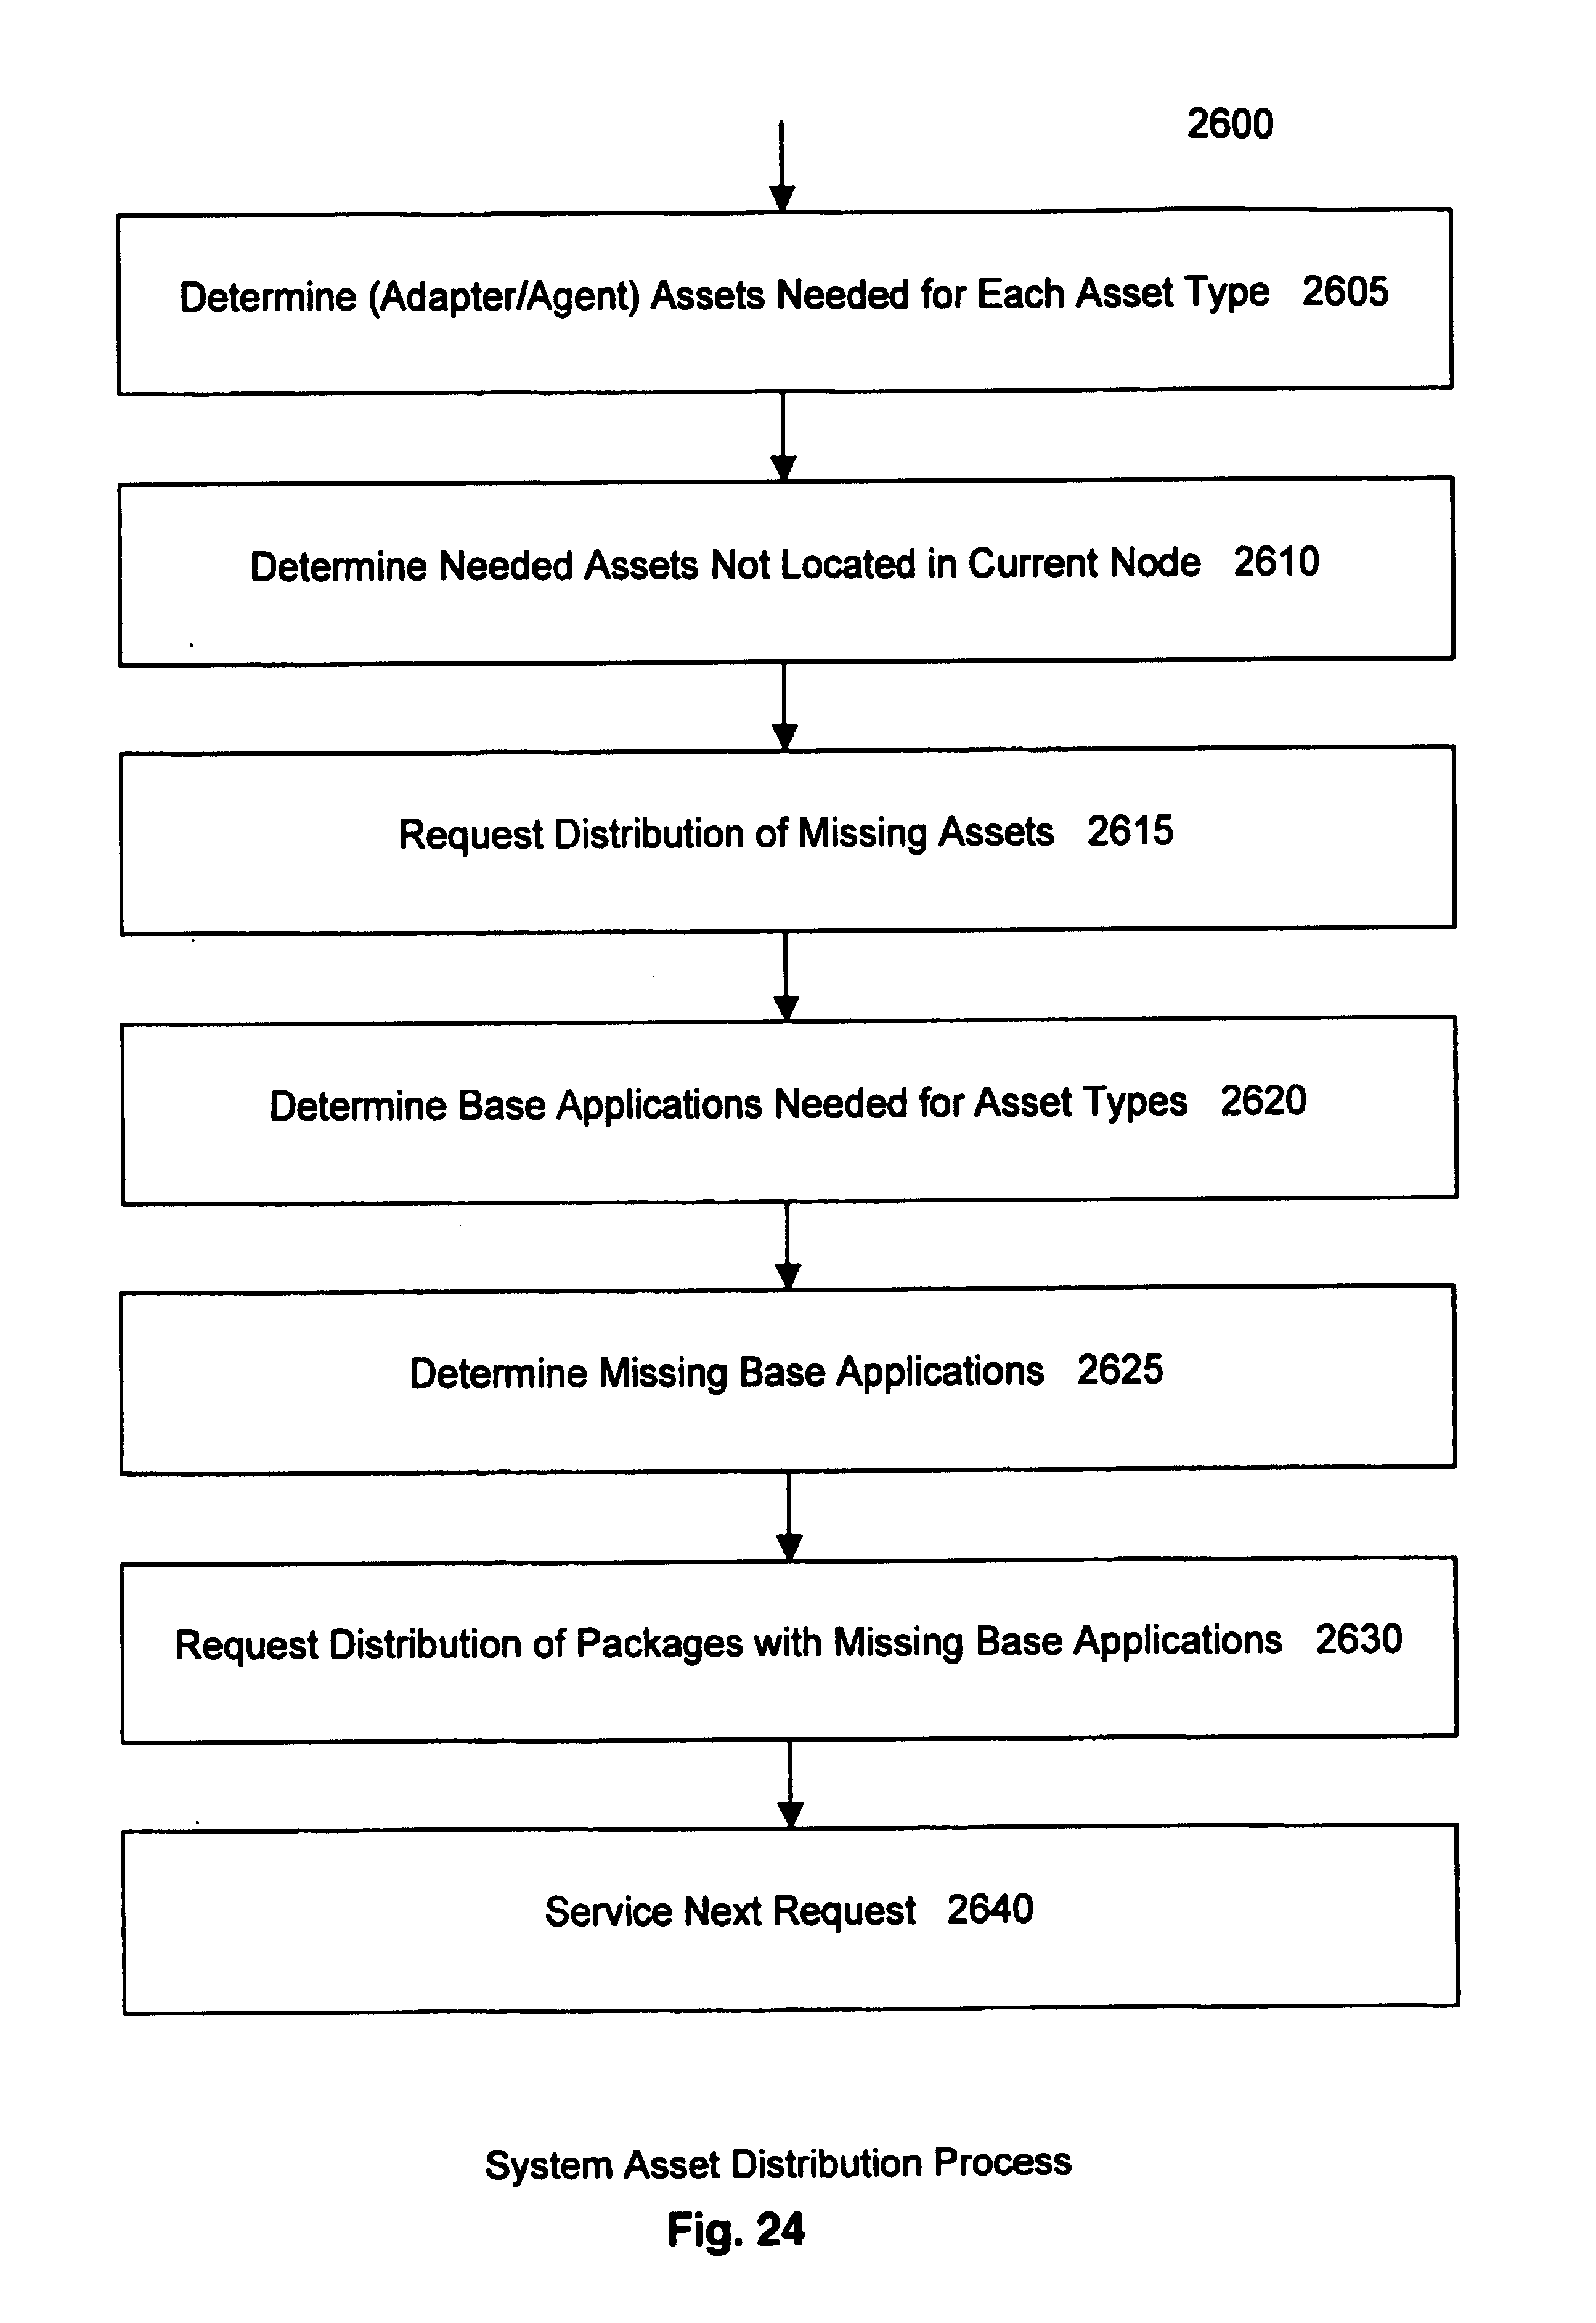 2600
Determine (Adapter/Agent) Assets Needed for Each Asset Type 2605
Determine Needed Assets Not Located in Current Node 2610
Request Distribution of Missing Assets 2615
Determine Base Applications Needed for Asset Types 2620
Determine Missing Base Applications 2625
Request Distribution of Packages with Missing Base Applications 2630
Service Next Request 2640
System Asset Distribution Process
Fig. 24